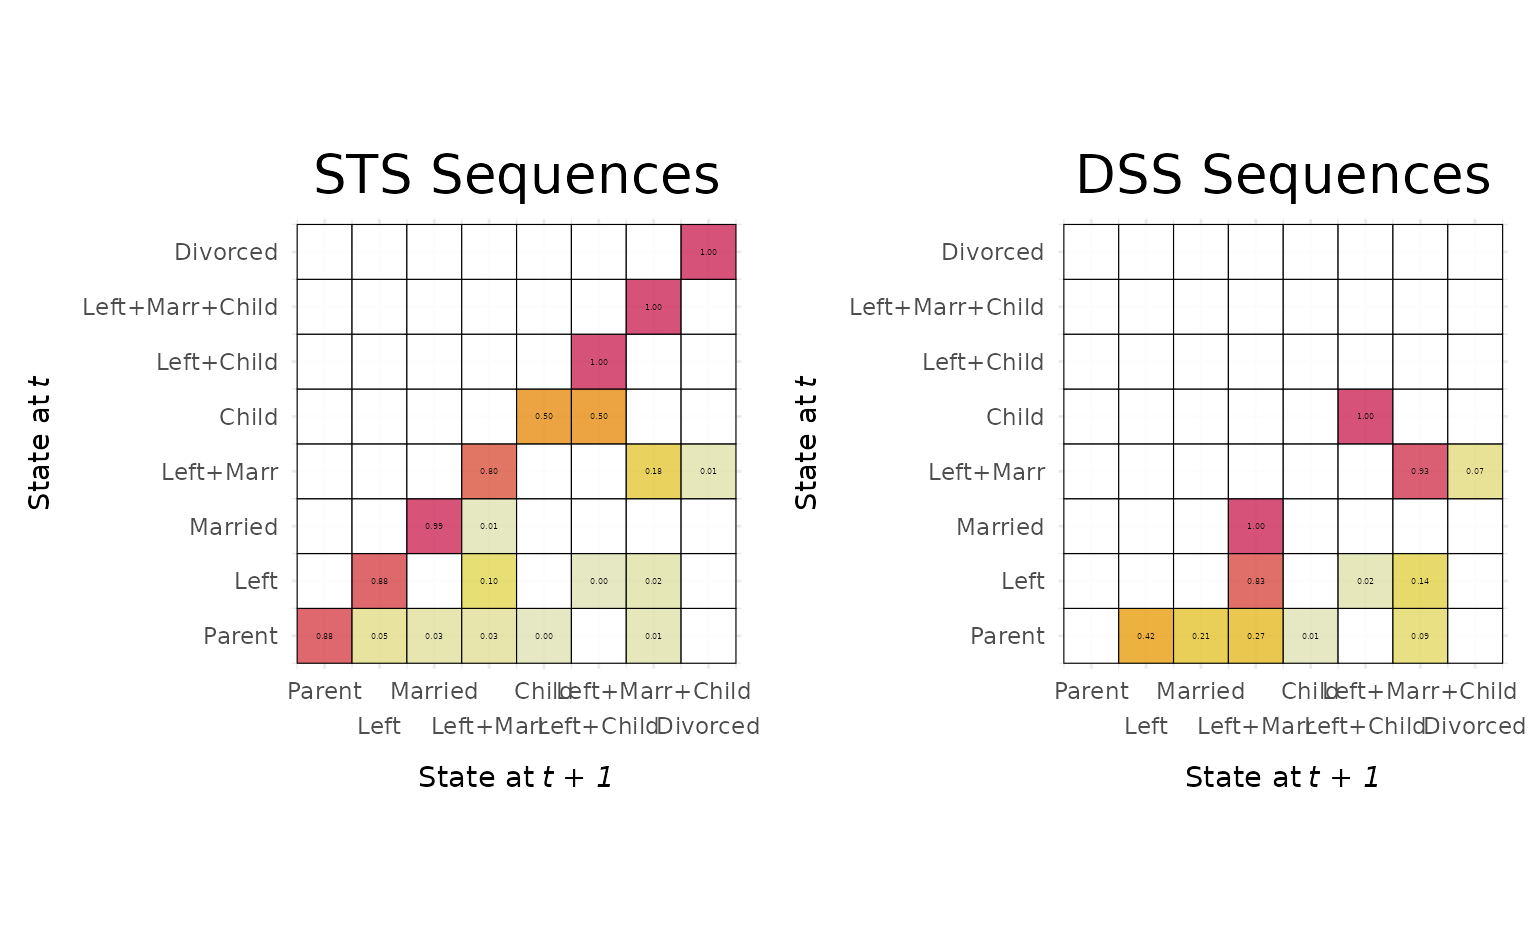 STS Sequences
Divorced 1.00
Left+Marr+Child 1.00
Left+Child 1.00
Child 0.50 0.50
Left+Marr 0.80 0.18 0.01
Married 0.99 0.01
Left 0.88 0.10 0.00 0.02
Parent 0.88 0.05 0.03 0.03 0.00 0.01
Parent Married Child Left+Marr+Child
Left Left+Marr Left+Child Divorced
State at t + 1
State at t
DSS Sequences
Divorced
Left+Marr+Child
Left+Child
Child 1.00
Left+Marr 0.93 0.07
Married 1.00
Left 0.83 0.02 0.14
Parent 0.42 0.21 0.27 0.01 0.09
Parent Married Child Left+Marr+Child
Left Left+Marr Left+Child Divorced
State at t + 1
State at t